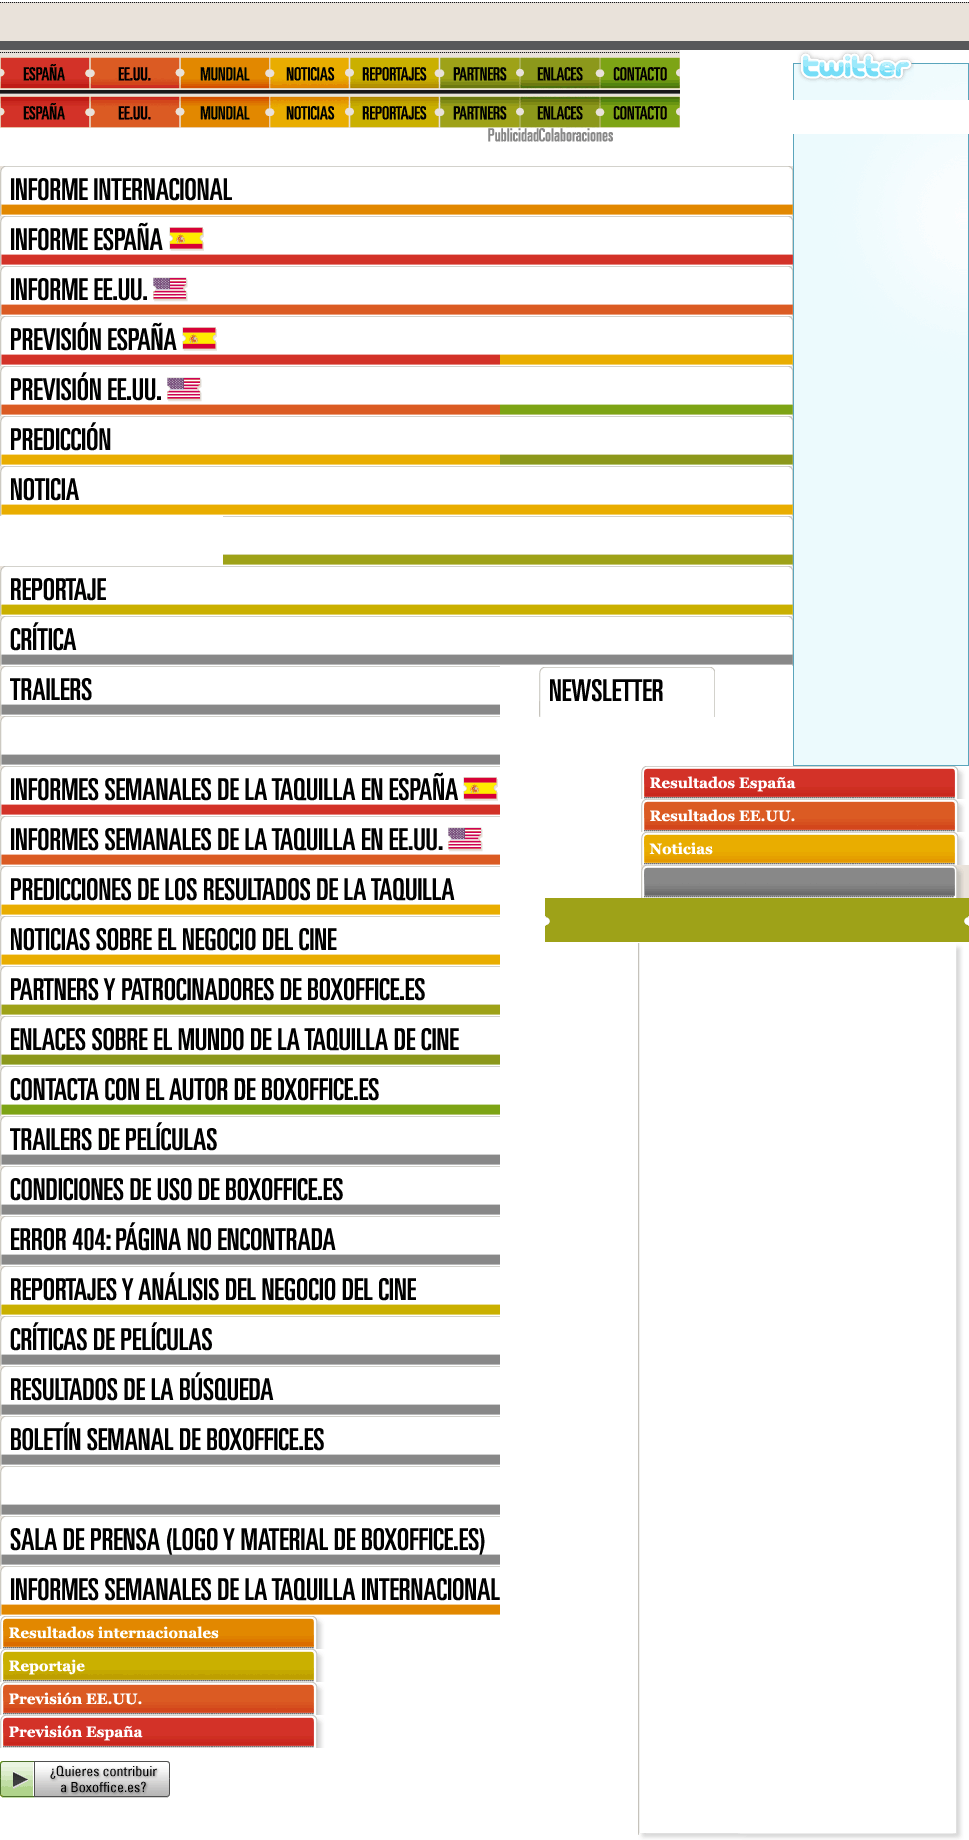 ESPAÑA EE.UU. MUNDIAL NOTICIAS REPORTAJES PARTNERS ENLACES CONTACTO
twitter
ESPAÑA EE.UU. MUNDIAL NOTICIAS REPORTAJES PARTNERS ENLACES CONTACTO
PublicidadColaboraciones
INFORME INTERNACIONAL
INFORME ESPAÑA
INFORME EE.UU.
PREVISIÓN ESPAÑA
PREVISIÓN EE.UU.
PREDICCIÓN
NOTICIA
REPORTAJE
CRÍTICA
TRAILERS
NEWSLETTER
INFORMES SEMANALES DE LA TAQUILLA EN ESPAÑA
INFORMES SEMANALES DE LA TAQUILLA EN EE.UU.
PREDICCIONES DE LOS RESULTADOS DE LA TAQUILLA
NOTICIAS SOBRE EL NEGOCIO DEL CINE
PARTNERS Y PATROCINADORES DE BOXOFFICE.ES
ENLACES SOBRE EL MUNDO DE LA TAQUILLA DE CINE
CONTACTA CON EL AUTOR DE BOXOFFICE.ES
TRAILERS DE PELÍCULAS
CONDICIONES DE USO DE BOXOFFICE.ES
ERROR 404: PÁGINA NO ENCONTRADA
REPORTAJES Y ANÁLISIS DEL NEGOCIO DEL CINE
CRÍTICAS DE PELÍCULAS
RESULTADOS DE LA BÚSQUEDA
BOLETÍN SEMANAL DE BOXOFFICE.ES
SALA DE PRENSA (LOGO Y MATERIAL DE BOXOFFICE.ES)
INFORMES SEMANALES DE LA TAQUILLA INTERNACIONAL
Resultados España
Resultados EE.UU.
Noticias
Resultados internacionales
Reportaje
Previsión EE.UU.
Previsión España
¿Quieres contribuir
a Boxoffice.es?